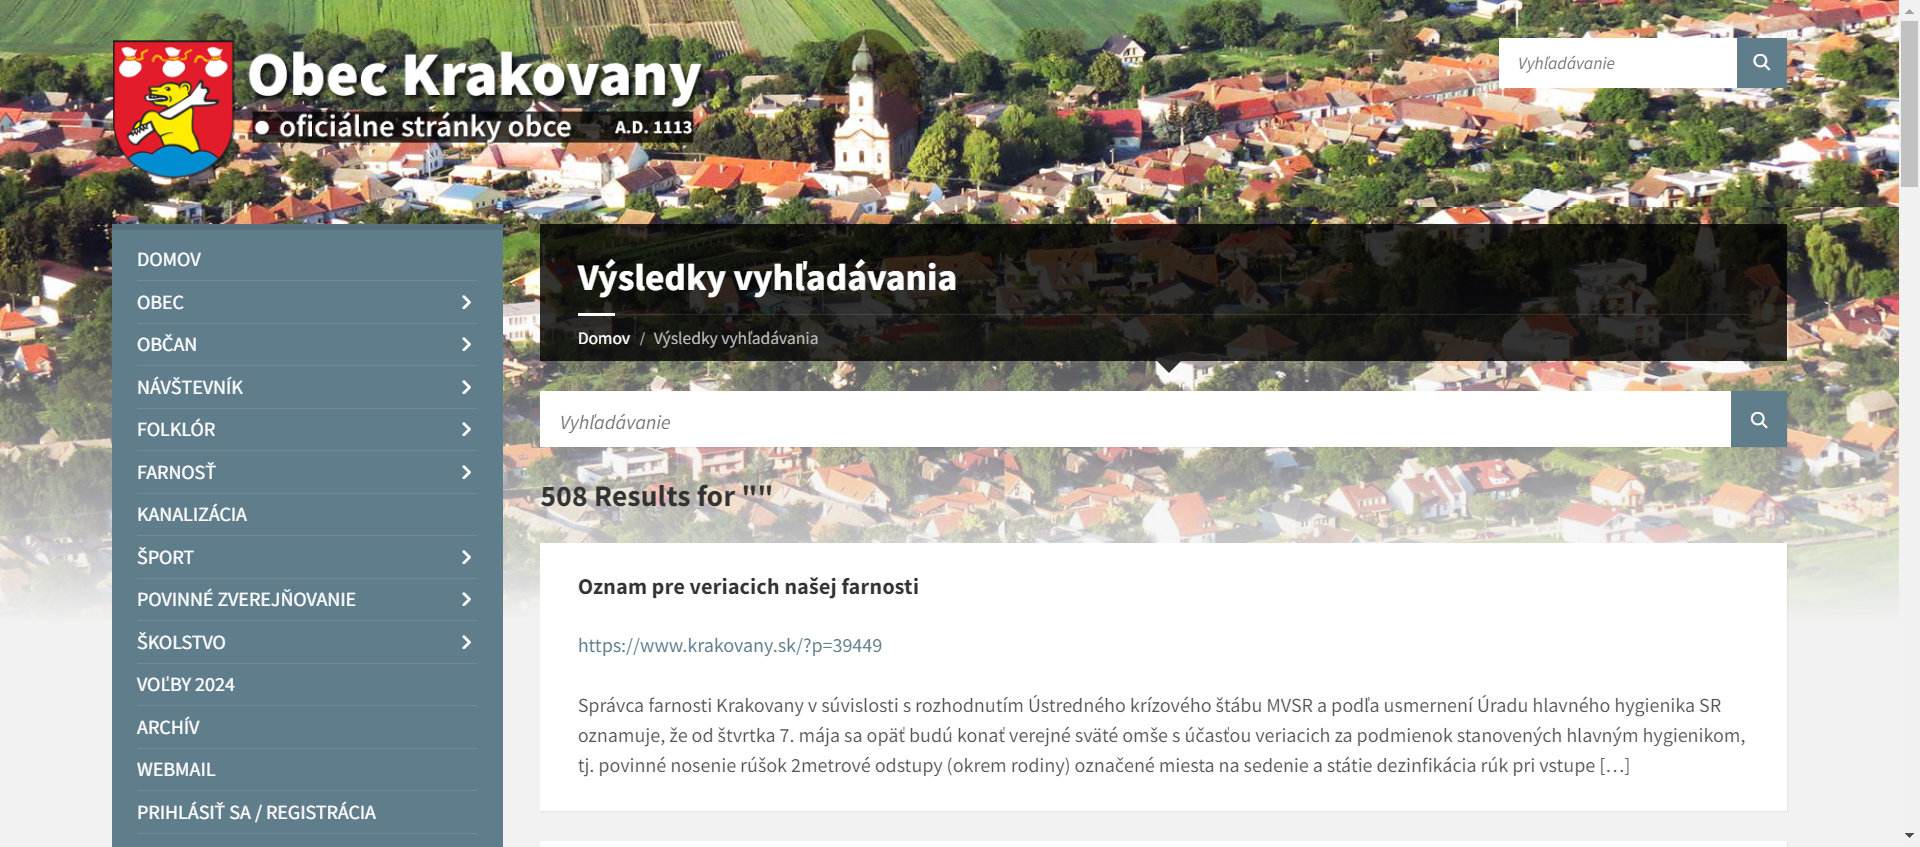 Obec Krakovany
oficiálne stránky obce A.D. 1113
Vyhľadávanie
DOMOV
OBEC
OBČAN
NÁVŠTEVNÍK
FOLKLÓR
FARNOSŤ
KANALIZÁCIA
ŠPORT
POVINNÉ ZVEREJŇOVANIE
ŠKOLSTVO
VOĽBY 2024
ARCHÍV
WEBMAIL
PRIHLÁSIŤ SA / REGISTRÁCIA
Výsledky vyhľadávania
Domov / Výsledky vyhľadávania
Vyhľadávanie
508 Results for ""
Oznam pre veriacich našej farnosti
https://www.krakovany.sk/?p=39449
Správca farnosti Krakovany v súvislosti s rozhodnutím Ústredného krízového štábu MVSR a podľa usmernení Úradu hlavného hygienika SR
oznamuje, že od štvrtka 7. mája sa opäť budú konať verejné sväté omše s účasťou veriacich za podmienok stanovených hlavným hygienikom,
tj. povinné nosenie rúšok 2metrové odstupy (okrem rodiny) označené miesta na sedenie a státie dezinfikácia rúk pri vstupe […]